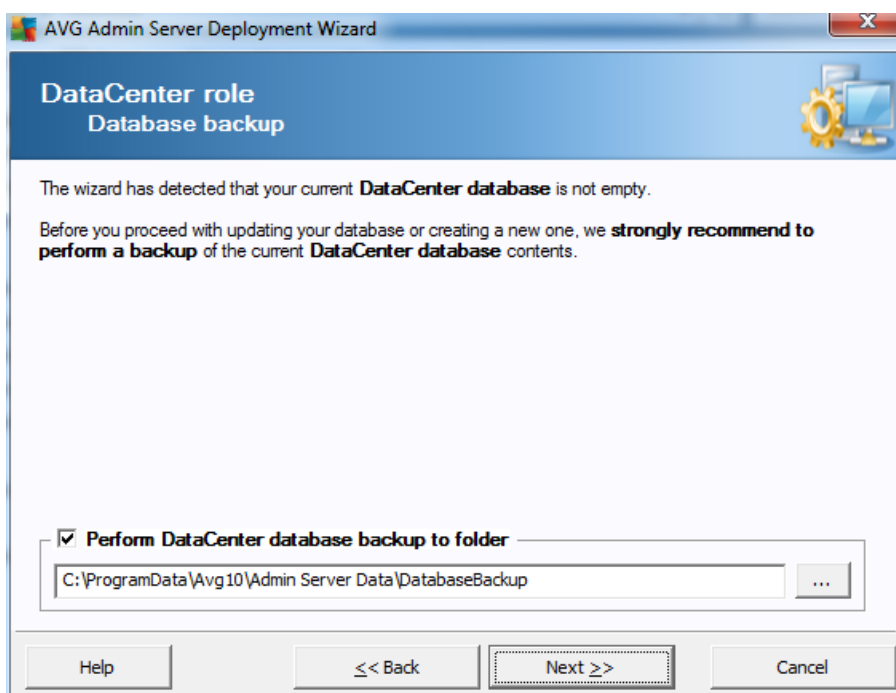 AVG Admin Server Deployment Wizard
DataCenter role
Database backup
The wizard has detected that your current DataCenter database is not empty.
Before you proceed with updating your database or creating a new one, we strongly recommend to
perform a backup of the current DataCenter database contents.
Perform DataCenter database backup to folder
C:\ProgramData\Avg10\Admin Server Data\DatabaseBackup
...
Help
<< Back
Next >>
Cancel